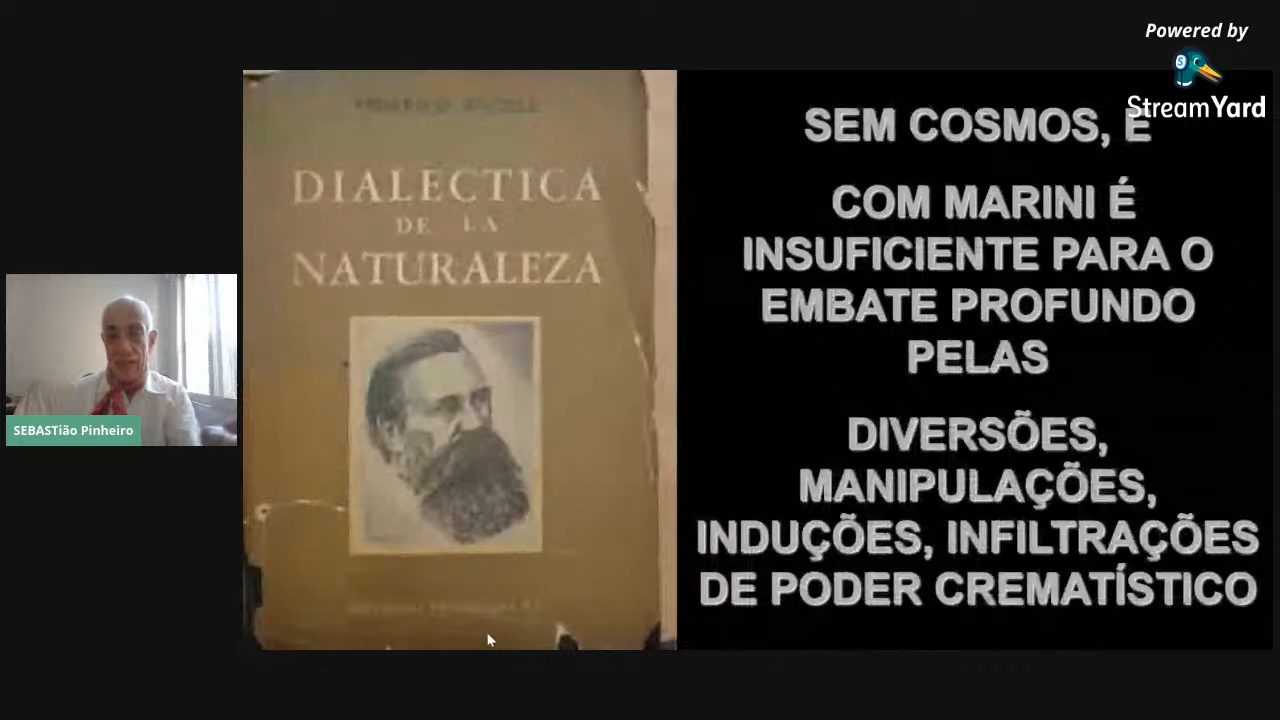 Powered by
StreamYard
DIALÉCTICA
DE LA
NATURALEZA
SEM COSMOS, E
COM MARINI É
INSUFICIENTE PARA O
EMBATE PROFUNDO
PELAS
DIVERSÕES,
MANIPULAÇÕES,
INDUÇÕES, INFILTRAÇÕES
DE PODER CREMATÍSTICO
SEBASTião Pinheiro